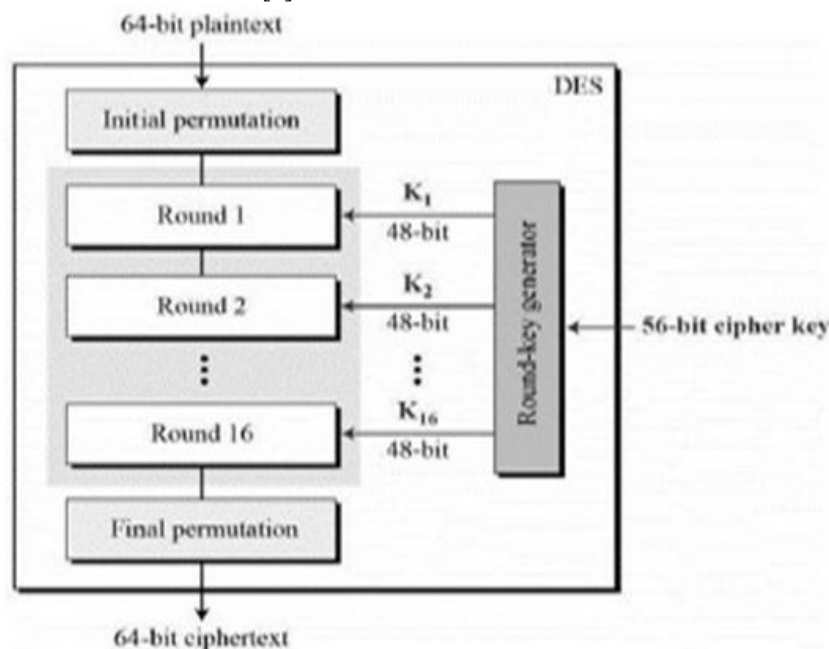 64-bit plaintext
DES
Initial permutation
Round 1
K1
48-bit
Round 2
K2
48-bit
Round-key generator
56-bit cipher key
Round 16
K16
48-bit
Final permutation
64-bit ciphertext